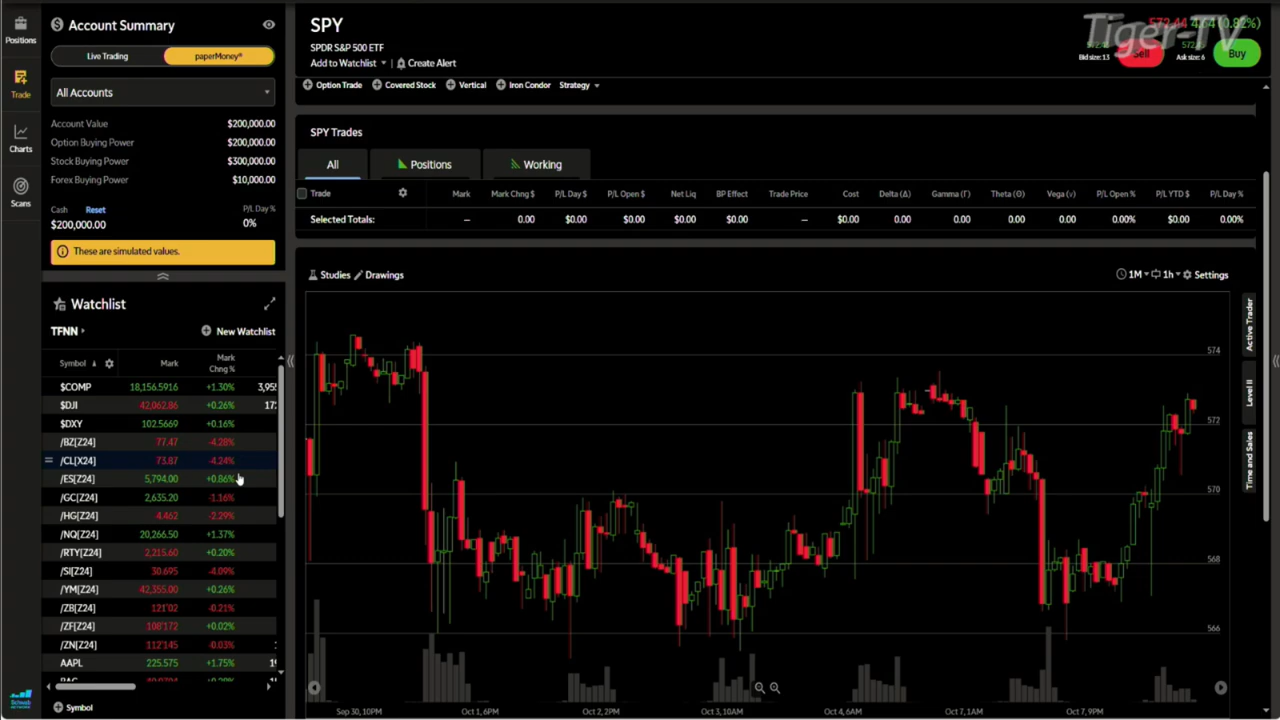 Account Summary
Live Trading
paperMoney®
All Accounts
Account Value $200,000.00
Option Buying Power $200,000.00
Stock Buying Power $300,000.00
Forex Buying Power $10,000.00
Cash Reset P/L Day %
$200,000.00 0%
These are simulated values.
Positions
Trade
Charts
Scans
Watchlist
TFNN New Watchlist
Symbol Mark Mark Chng %
$COMP 18,156.5916 +1.30%
$DJI 42,062.86 +0.26%
$DXY 102.5669 +0.16%
/BZ[Z24] 77.47 -4.28%
/CL[X24] 73.87 -4.24%
/ES[Z24] 5,794.00 +0.86%
/GC[Z24] 2,635.20 -1.16%
/HG[Z24] 4.462 -2.29%
/NQ[Z24] 20,266.50 +1.37%
/RTY[Z24] 2,215.60 +0.20%
/SI[Z24] 30.695 -4.09%
/YM[Z24] 42,355.00 +0.26%
/ZB[Z24] 121'02 -0.21%
/ZF[Z24] 108'172 +0.02%
/ZN[Z24] 112'145 -0.03%
AAPL 225.575 +1.75%
Symbol
SPY
SPDR S&P 500 ETF
Add to Watchlist Create Alert
Tiger-TV
572.44 4.64 (0.82%)
Bid size: 13 Sell Ask size: 6 Buy
Option Trade Covered Stock Vertical Iron Condor Strategy
SPY Trades
All Positions Working
Trade Mark Mark Chng $ P/L Day $ P/L Open $ Net Liq BP Effect Trade Price Cost Delta (Δ) Gamma (Γ) Theta (Θ) Vega (ν) P/L Open % P/L YTD $ P/L Day %
Selected Totals: — 0.00 $0.00 $0.00 $0.00 $0.00 — $0.00 0.00 0.00 0.00 0.00 0.00% $0.00 0.00%
Studies Drawings 1M 1h Settings
574
572
570
568
566
Sep 30, 10PM Oct 1, 6PM Oct 2, 2PM Oct 3, 10AM Oct 4, 6AM Oct 7, 1AM Oct 7, 9PM
Active Trader
Level II
Time and Sales